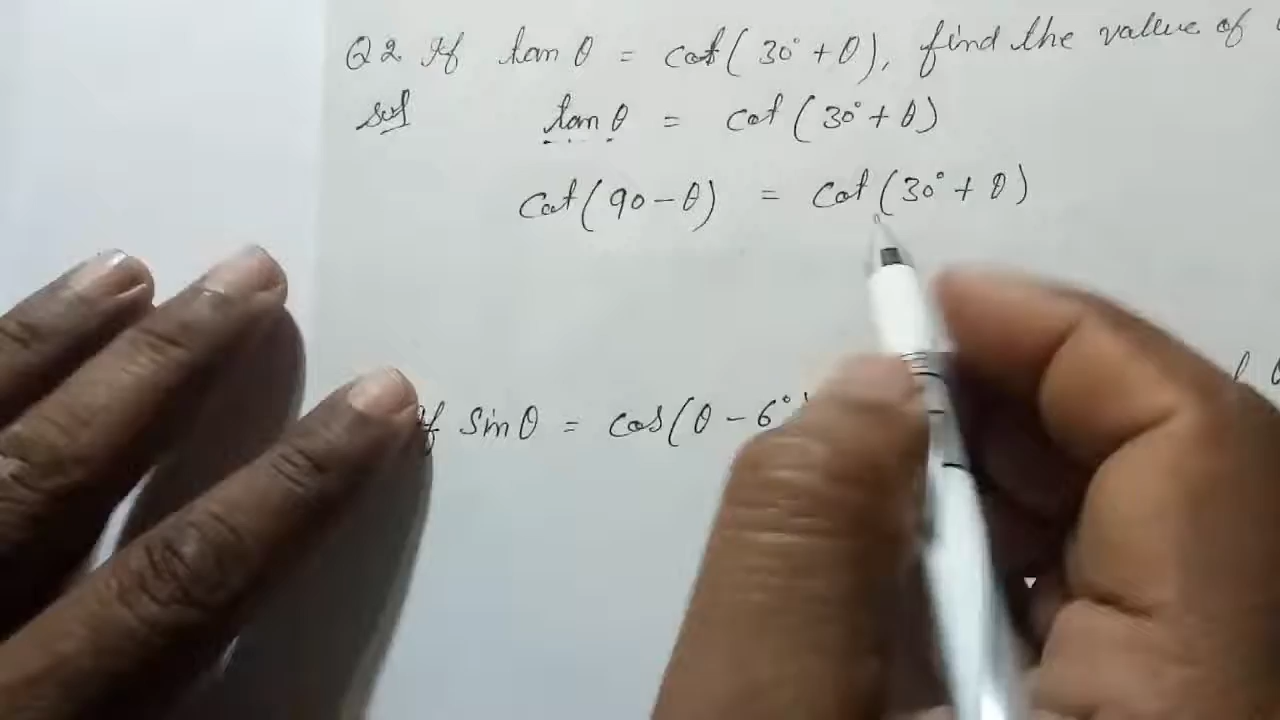 Q2 If tan θ = cot(30° + θ), find the value of
Sol tan θ = cot(30° + θ)
cot(90 - θ) = cot(30° + θ)
If sin θ = cos(θ - 6°)